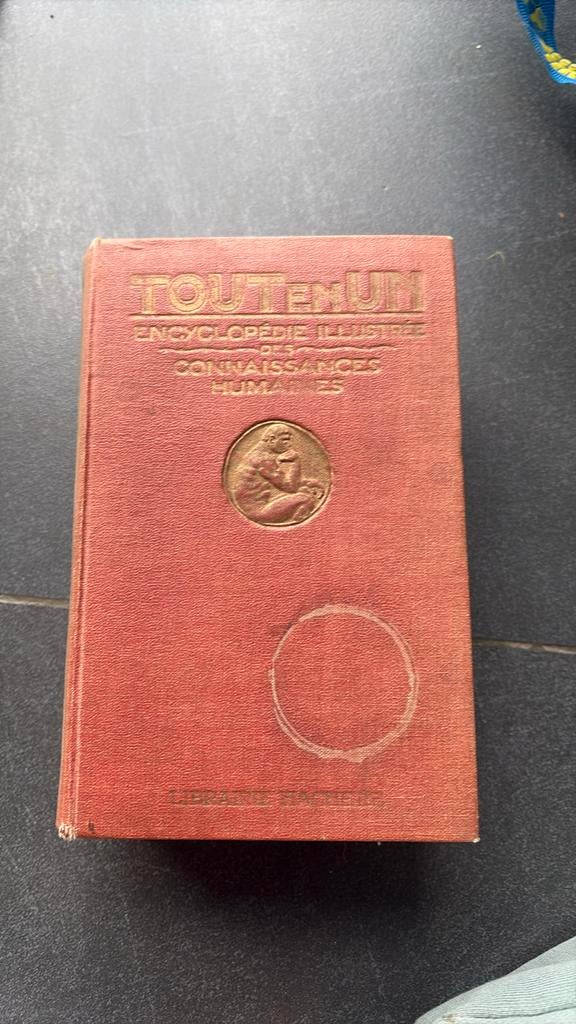 TOUT EN UN
ENCYCLOPÉDIE ILLUSTRÉE
DES
CONNAISSANCES
HUMAINES
LIBRAIRIE HACHETTE